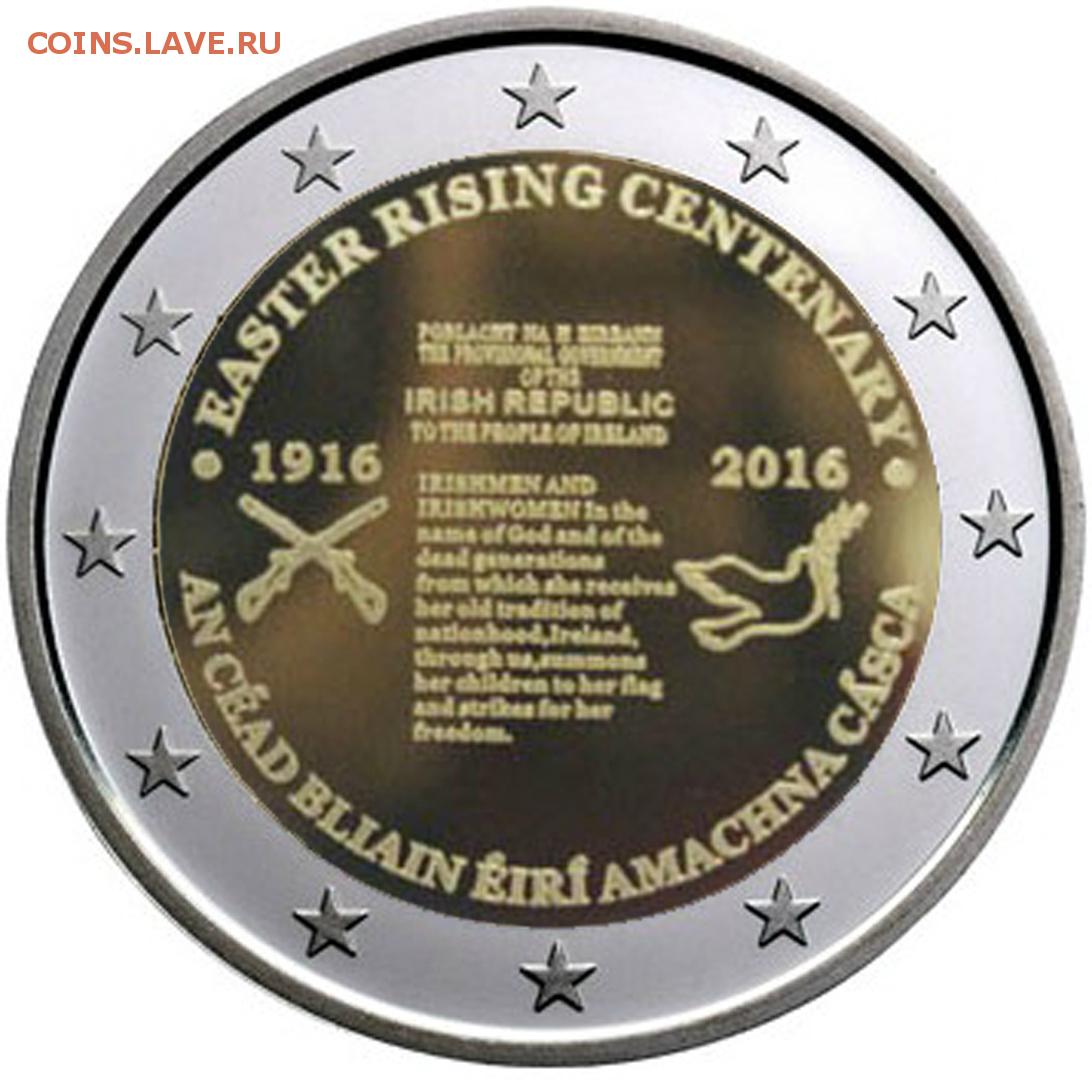 COINS.LAVE.RU
• EASTER RISING CENTENARY •
POBLACHT NA H EIREANN
THE PROVISIONAL GOVERNMENT
OF THE
IRISH REPUBLIC
TO THE PEOPLE OF IRELAND
1916
2016
IRISHMEN AND
IRISHWOMEN In the
name of God and of the
dead generations
from which she receives
her old tradition of
nationhood, Ireland,
through us, summons
her children to her flag
and strikes for her
freedom.
AN CÉAD BLIAIN ÉIRÍ AMACHNA CÁSCA